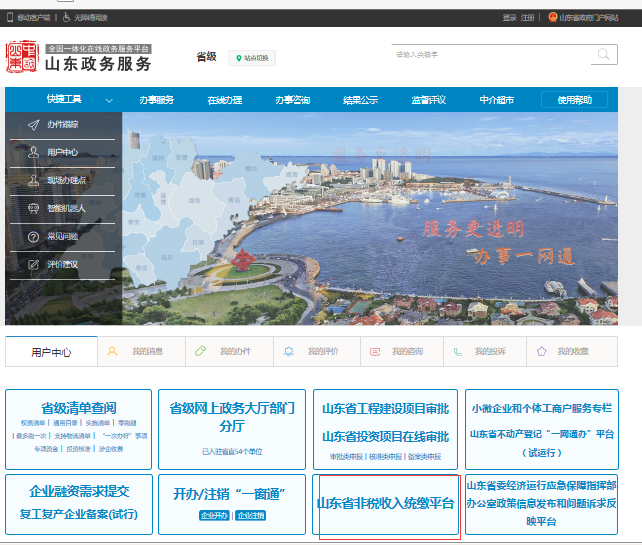 移动客户端 | 无障碍阅读
登录 注册 | 山东省政府门户网站
全国一体化在线政务服务平台
山东政务服务
省级
站点切换
请输入关键字
快捷工具 办事服务 在线办理 办事咨询 结果公示 监督评议 中介超市 使用帮助
办件跟踪
用户中心
现场办理点
智能机器人
常见问题
评价建议
服务更透明
办事一网通
用户中心 我的消息 我的办件 我的评价 我的咨询 我的投诉 我的收藏
省级清单查阅
权责清单 | 通用目录 | 实施清单 | 零跑腿
| 最多跑一次 | 支持物流清单 | “一次办好”事项
专项资金 | 投资核准 | 涉企收费
省级网上政务大厅部门
分厅
已入驻省直54个单位
山东省工程建设项目审批
山东省投资项目在线审批
审批类申报 | 核准类申报 | 备案类申报
小微企业和个体工商户服务专栏
山东省不动产登记“一网通办”平台
（试运行）
企业融资需求提交
复工复产企业备案(试行)
开办/注销“一窗通”
企业开办 | 企业注销
山东省非税收入统缴平台
山东省委经济运行应急保障指挥部
办公室政策信息发布和问题诉求反
映平台